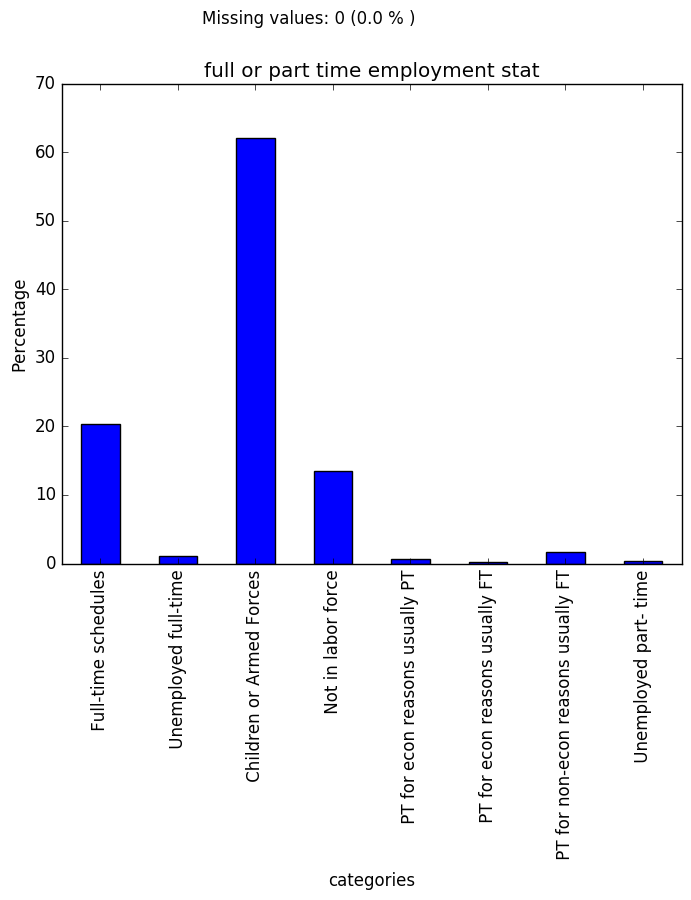 Missing values: 0 (0.0 % )
full or part time employment stat
70
60
50
40
30
20
10
0
Percentage
Full-time schedules
Unemployed full-time
Children or Armed Forces
Not in labor force
PT for econ reasons usually PT
PT for econ reasons usually FT
PT for non-econ reasons usually FT
Unemployed part- time
categories